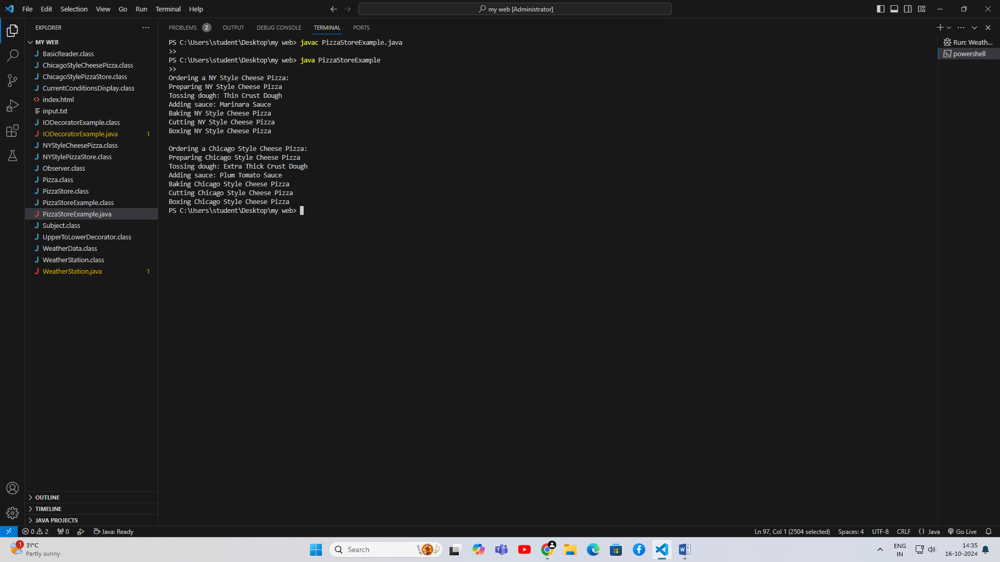 File Edit Selection View Go Run Terminal Help
my web [Administrator]
EXPLORER
MY WEB
BasicReader.class
ChicagoStyleCheesePizza.class
ChicagoStylePizzaStore.class
CurrentConditionsDisplay.class
index.html
input.txt
IODecoratorExample.class
IODecoratorExample.java 1
NYStyleCheesePizza.class
NYStylePizzaStore.class
Observer.class
Pizza.class
PizzaStore.class
PizzaStoreExample.class
PizzaStoreExample.java
Subject.class
UpperToLowerDecorator.class
WeatherData.class
WeatherStation.class
WeatherStation.java 1
OUTLINE
TIMELINE
JAVA PROJECTS
PROBLEMS 2 OUTPUT DEBUG CONSOLE TERMINAL PORTS
PS C:\Users\student\Desktop\my web> javac PizzaStoreExample.java
>>
PS C:\Users\student\Desktop\my web> java PizzaStoreExample
>>
Ordering a NY Style Cheese Pizza:
Preparing NY Style Cheese Pizza
Tossing dough: Thin Crust Dough
Adding sauce: Marinara Sauce
Baking NY Style Cheese Pizza
Cutting NY Style Cheese Pizza
Boxing NY Style Cheese Pizza
Ordering a Chicago Style Cheese Pizza:
Preparing Chicago Style Cheese Pizza
Tossing dough: Extra Thick Crust Dough
Adding sauce: Plum Tomato Sauce
Baking Chicago Style Cheese Pizza
Cutting Chicago Style Cheese Pizza
Boxing Chicago Style Cheese Pizza
PS C:\Users\student\Desktop\my web>
Run: Weath...
powershell
0 2 0 Java: Ready
Ln 97, Col 1 (2504 selected) Spaces: 4 UTF-8 CRLF {} Java Go Live
1
31°C
Partly sunny
Search
ENG
IN
14:35
16-10-2024